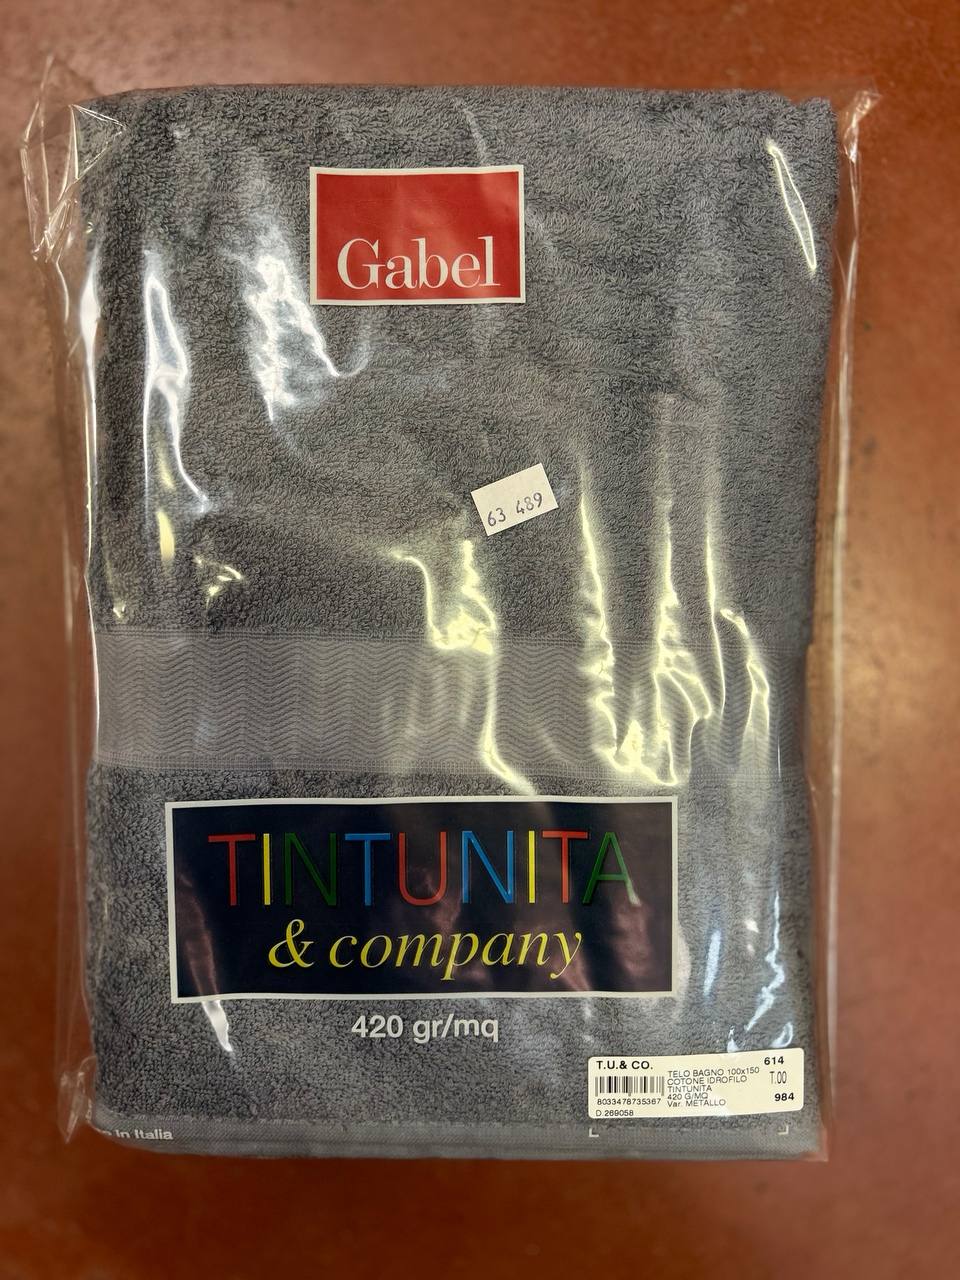 Gabel
63 489
TINTUNITA
& company
420 gr/mq
T.U.& CO.
614
TELO BAGNO 100x150
COTONE IDROFILO
T.00
TINTUNITA
420 G/MQ
984
Var. METALLO
8033478735367
D.269058
in Italia